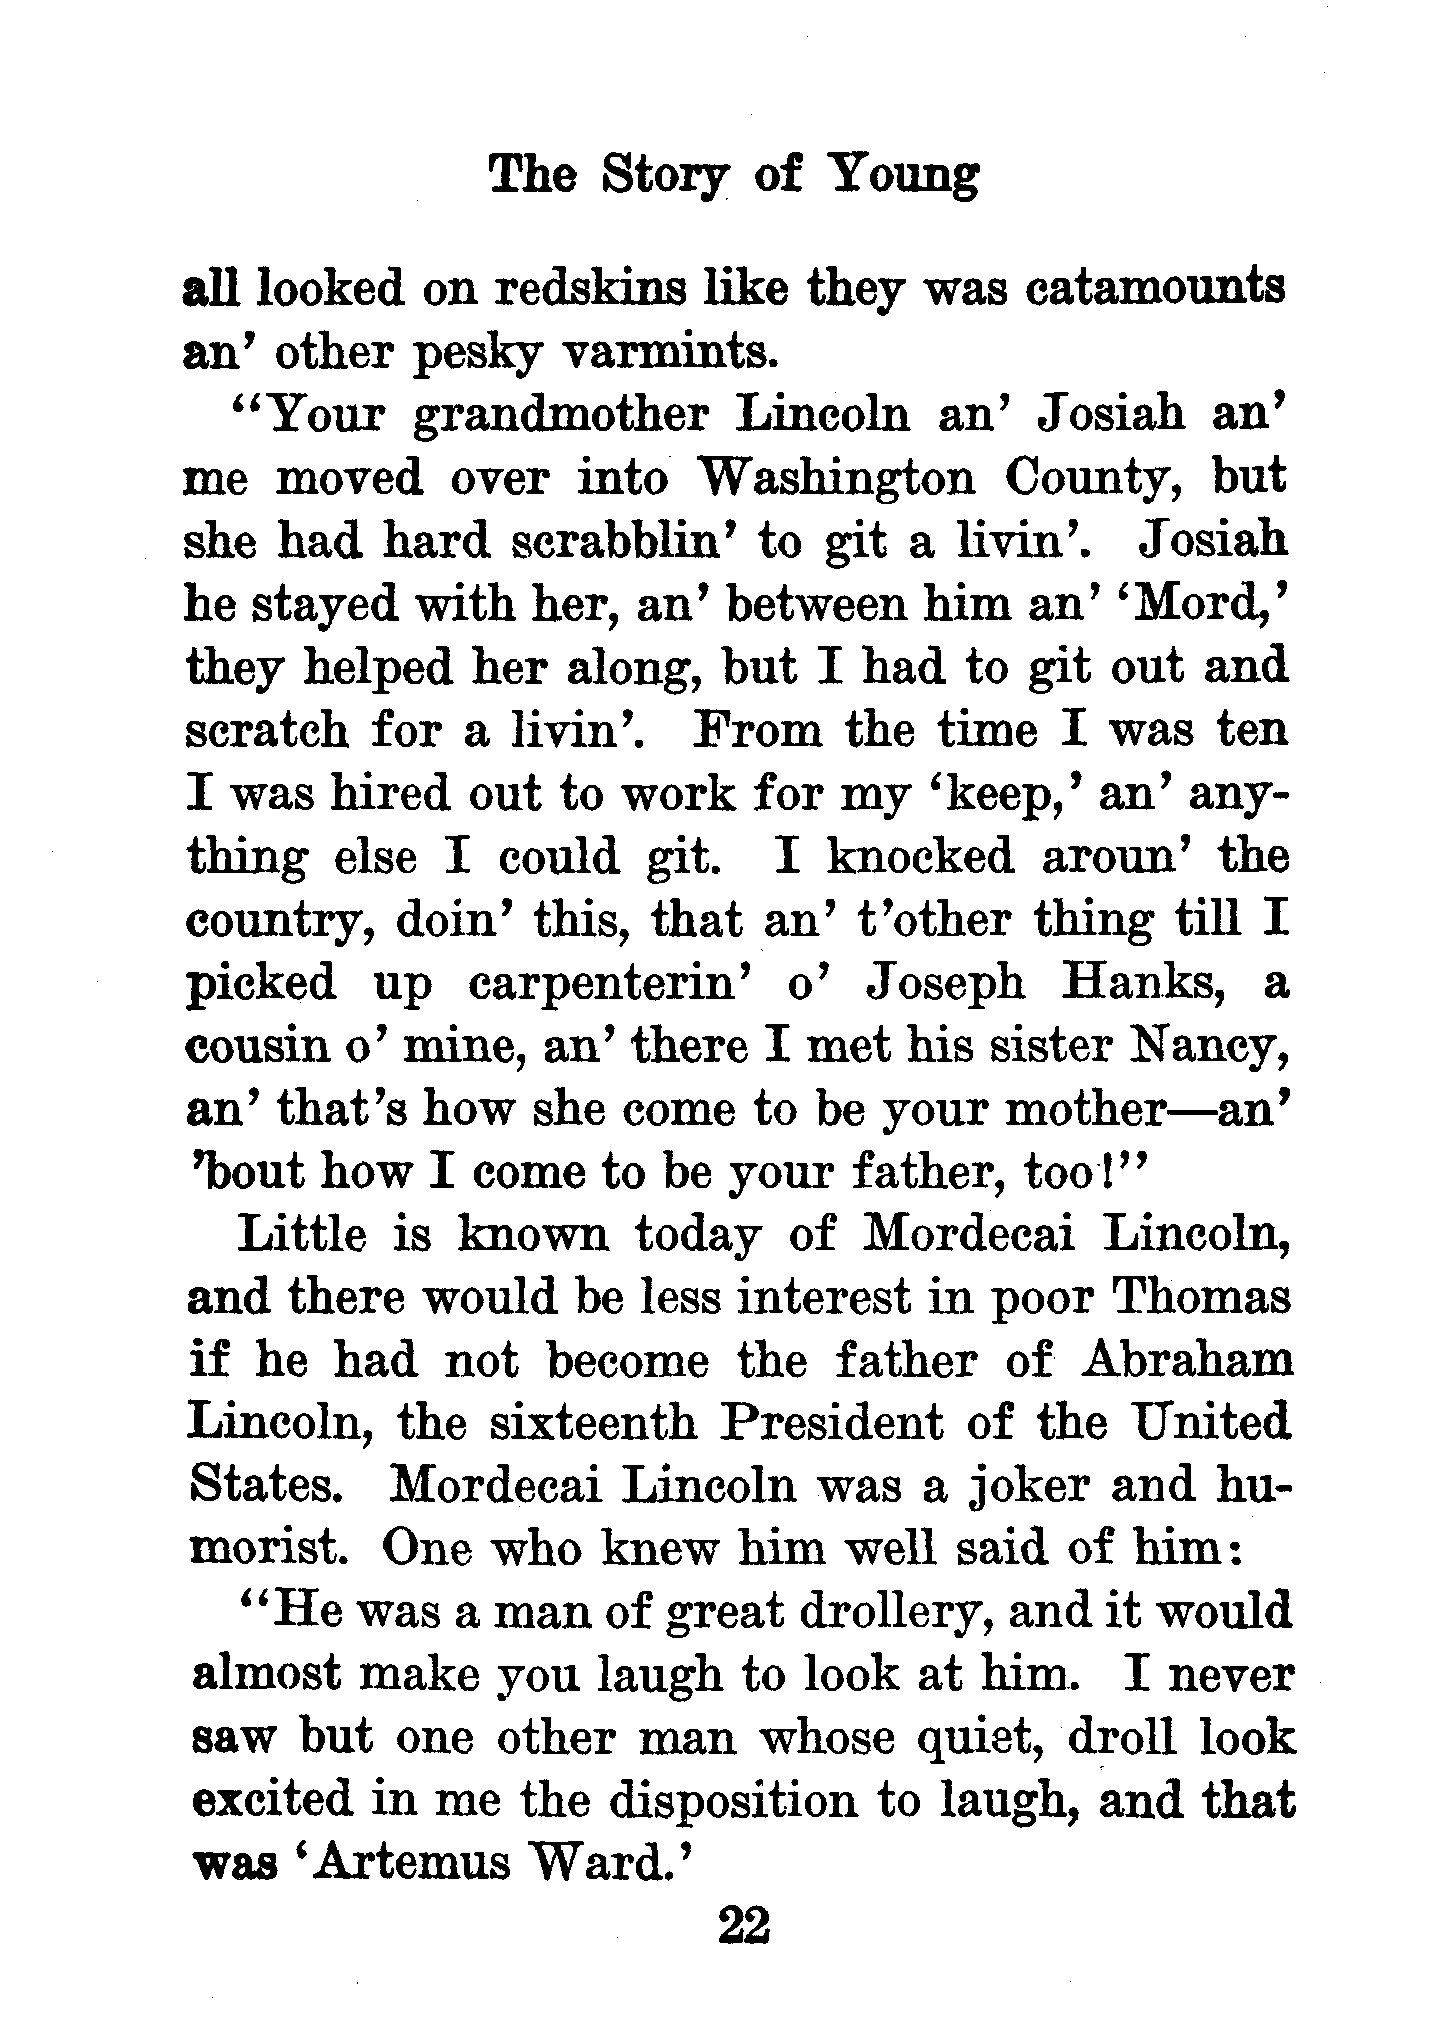 The Story of Young
all looked on redskins like they was catamounts
an' other pesky varmints.
"Your grandmother Lincoln an' Josiah an'
me moved over into Washington County, but
she had hard scrabblin' to git a livin'. Josiah
he stayed with her, an' between him an' 'Mord,'
they helped her along, but I had to git out and
scratch for a livin'. From the time I was ten
I was hired out to work for my 'keep,' an' any-
thing else I could git. I knocked aroun' the
country, doin' this, that an' t'other thing till I
picked up carpenterin' o' Joseph Hanks, a
cousin o' mine, an' there I met his sister Nancy,
an' that's how she come to be your mother—an'
'bout how I come to be your father, too!"
Little is known today of Mordecai Lincoln,
and there would be less interest in poor Thomas
if he had not become the father of Abraham
Lincoln, the sixteenth President of the United
States. Mordecai Lincoln was a joker and hu-
morist. One who knew him well said of him:
"He was a man of great drollery, and it would
almost make you laugh to look at him. I never
saw but one other man whose quiet, droll look
excited in me the disposition to laugh, and that
was 'Artemus Ward.'
22